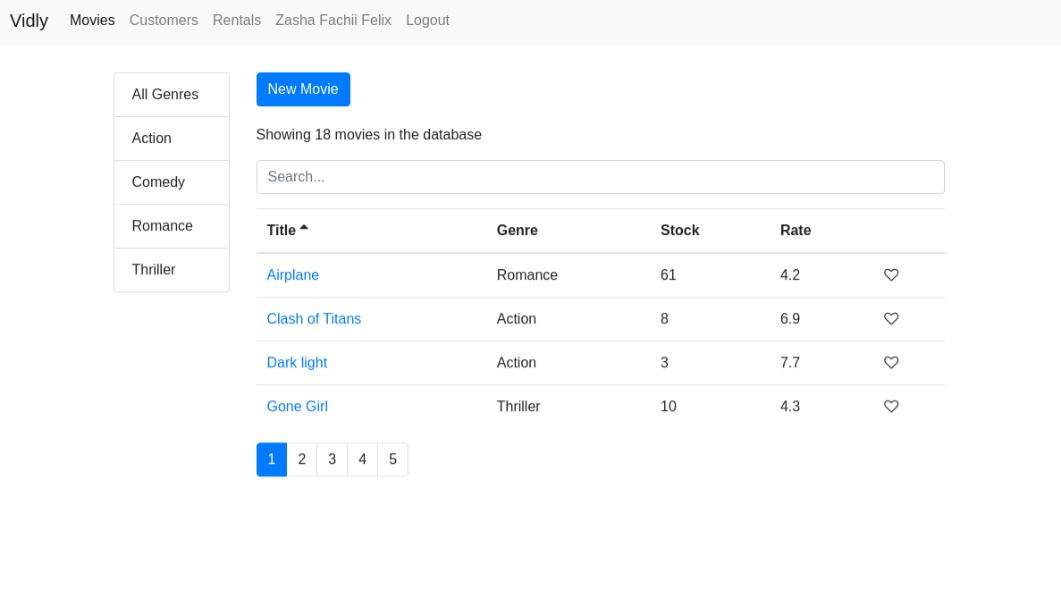 Vidly Movies Customers Rentals Zasha Fachii Felix Logout
All Genres
Action
Comedy
Romance
Thriller
New Movie
Showing 18 movies in the database
Search...
Title Genre Stock Rate
Airplane Romance 61 4.2
Clash of Titans Action 8 6.9
Dark light Action 3 7.7
Gone Girl Thriller 10 4.3
1 2 3 4 5